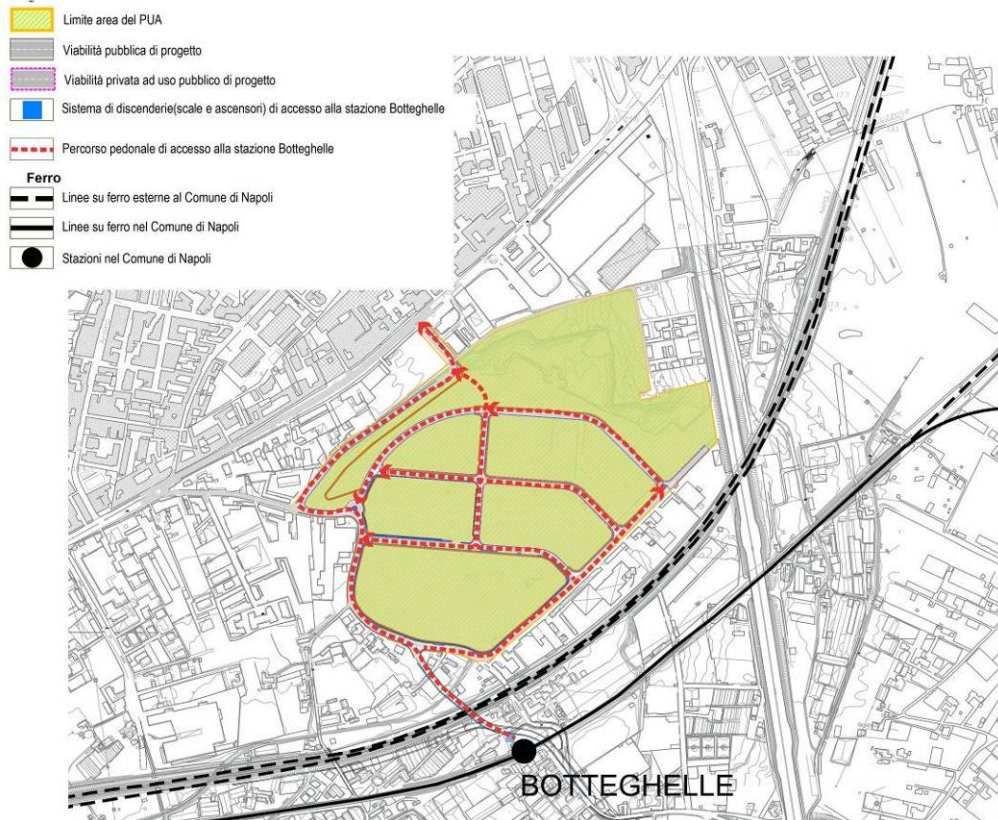 Limite area del PUA
Viabilità pubblica di progetto
Viabilità privata ad uso pubblico di progetto
Sistema di discenderie(scale e ascensori) di accesso alla stazione Botteghelle
Percorso pedonale di accesso alla stazione Botteghelle
Ferro
Linee su ferro esterne al Comune di Napoli
Linee su ferro nel Comune di Napoli
Stazioni nel Comune di Napoli
BOTTEGHELLE